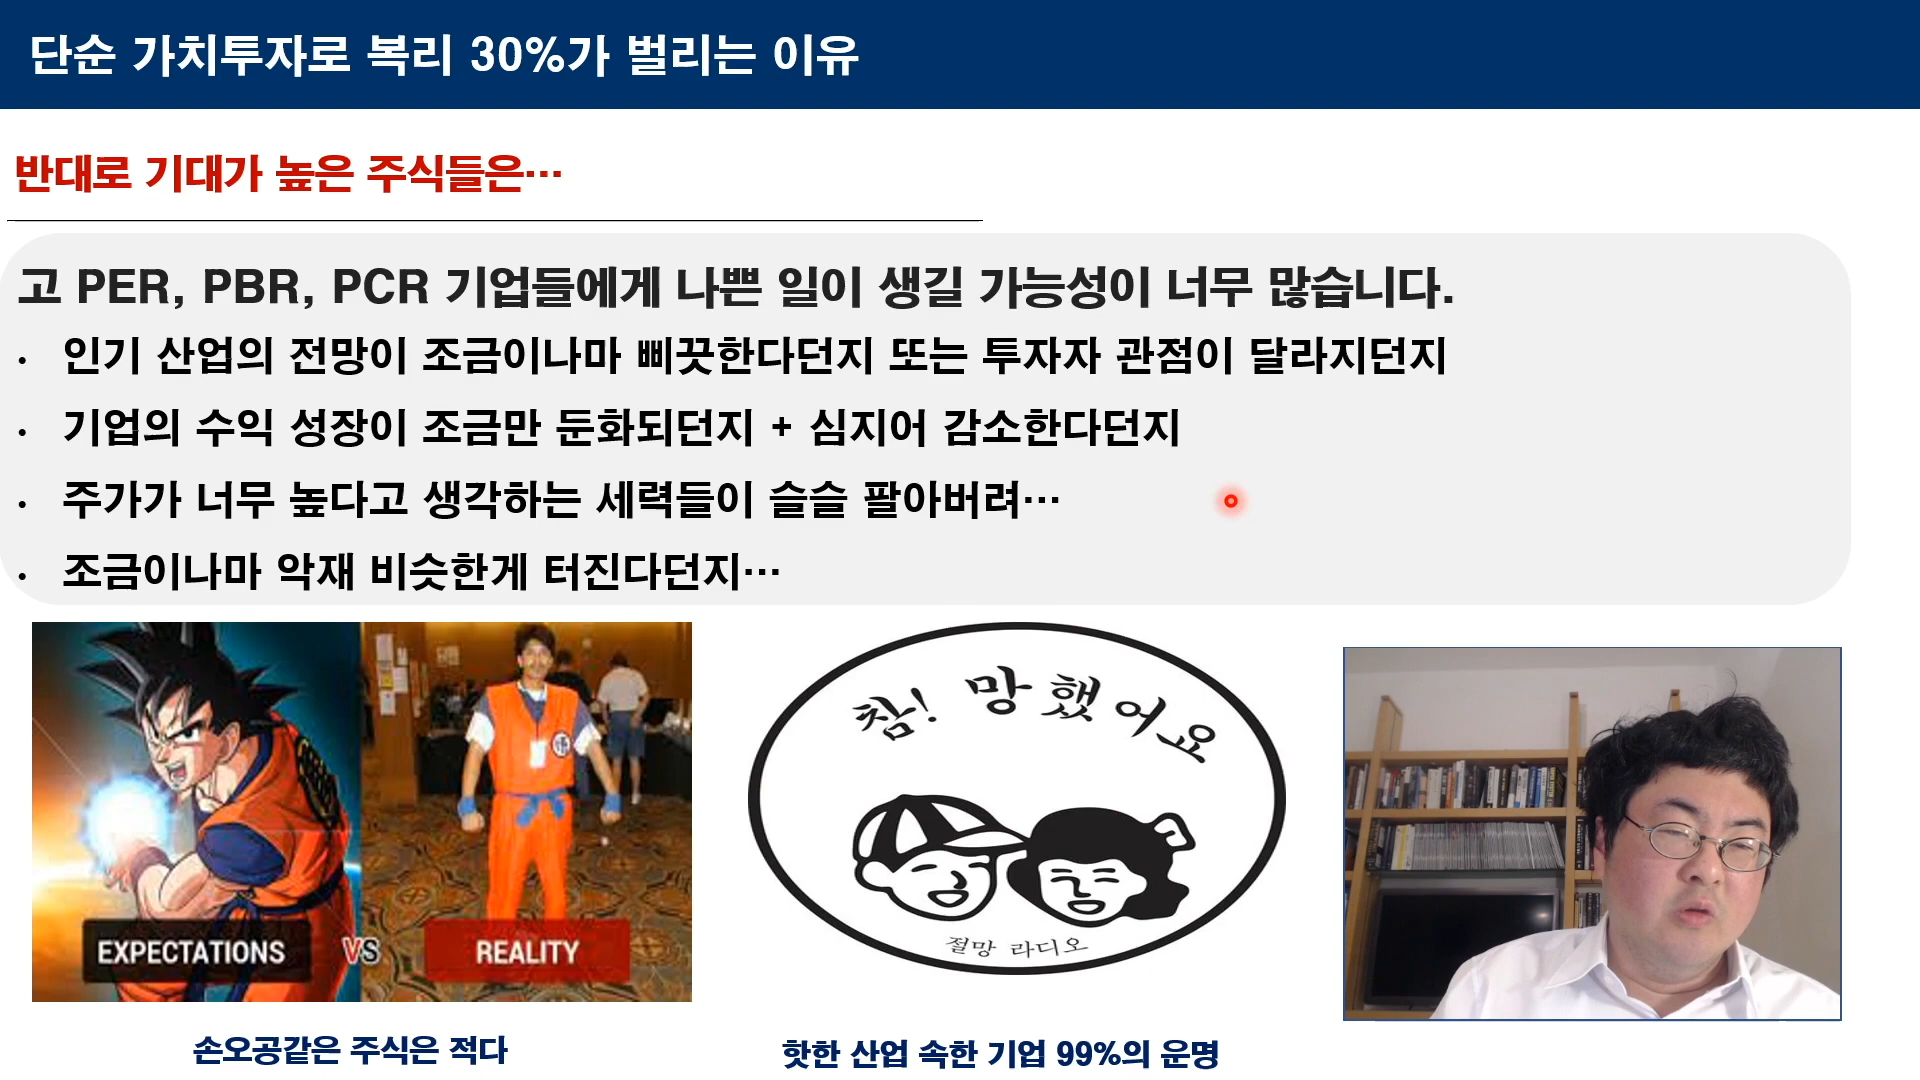 단순 가치투자로 복리 30%가 벌리는 이유
반대로 기대가 높은 주식들은…
고 PER, PBR, PCR 기업들에게 나쁜 일이 생길 가능성이 너무 많습니다.
• 인기 산업의 전망이 조금이나마 삐끗한다던지 또는 투자자 관점이 달라지던지
• 기업의 수익 성장이 조금만 둔화되던지 + 심지어 감소한다던지
• 주가가 너무 높다고 생각하는 세력들이 슬슬 팔아버려…
• 조금이나마 악재 비슷한게 터진다던지…
EXPECTATIONS VS REALITY
참! 망했어요
절망 라디오
손오공같은 주식은 적다
핫한 산업 속한 기업 99%의 운명